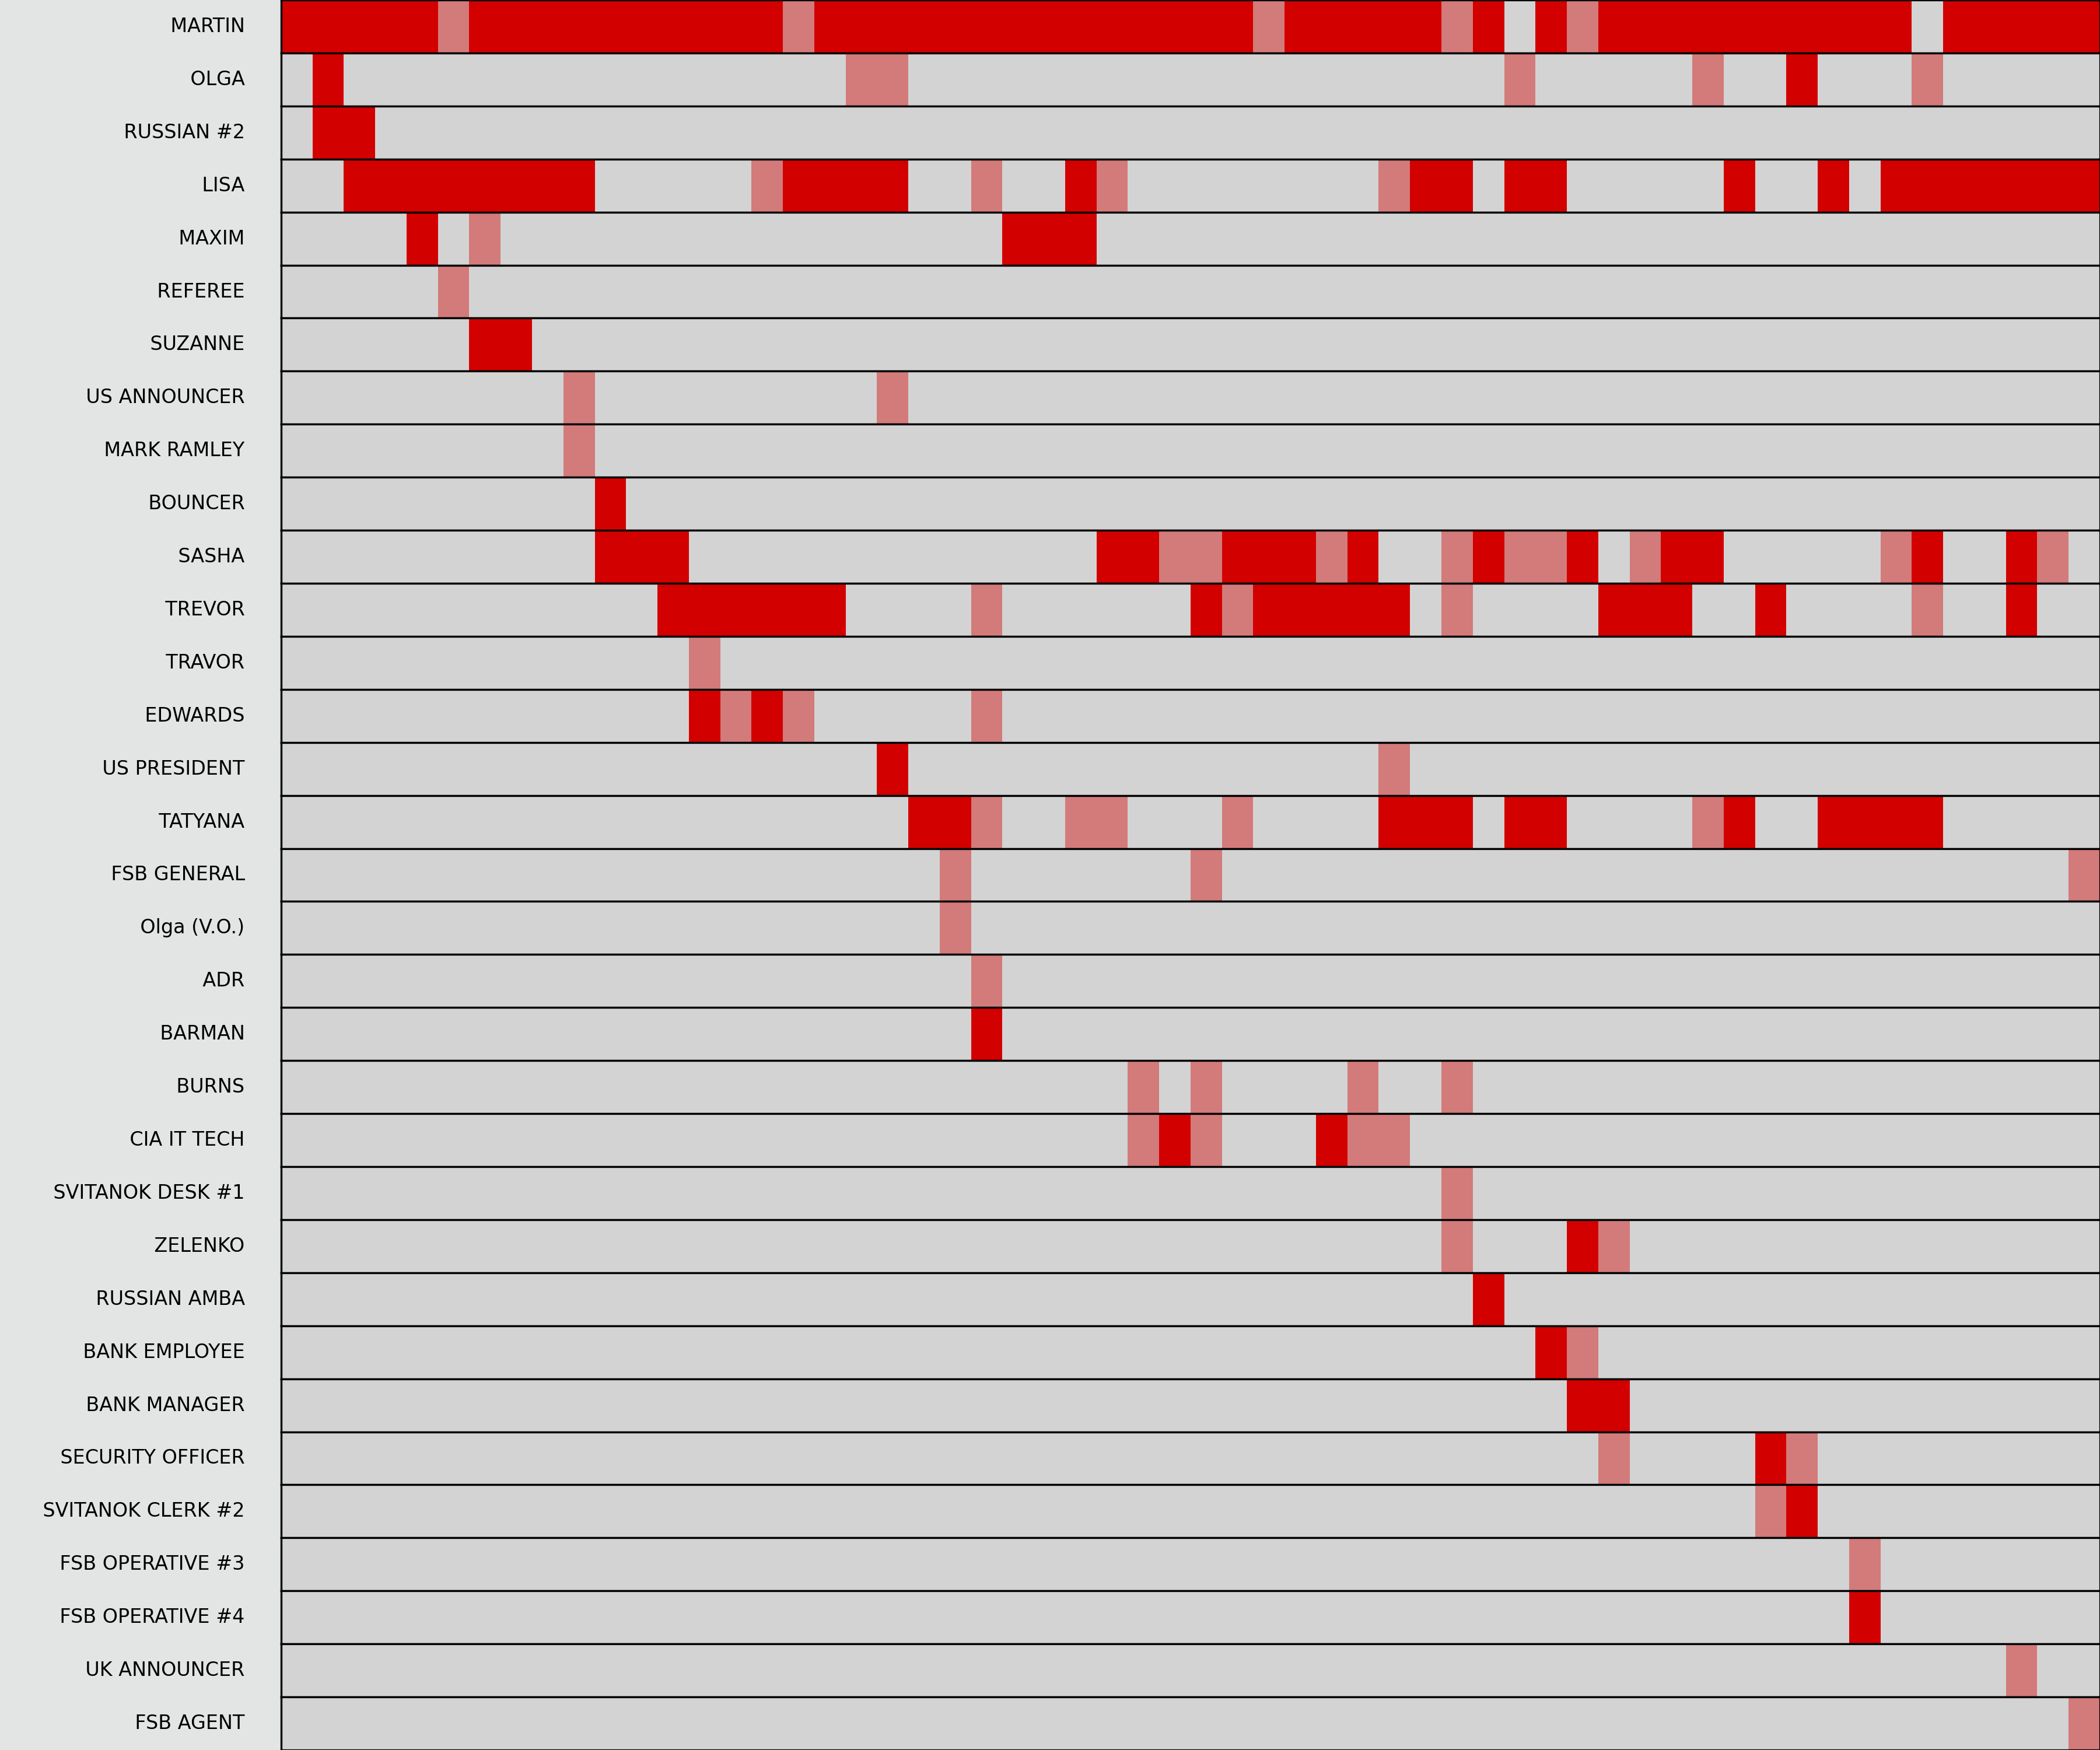 MARTIN
OLGA
RUSSIAN #2
LISA
MAXIM
REFEREE
SUZANNE
US ANNOUNCER
MARK RAMLEY
BOUNCER
SASHA
TREVOR
TRAVOR
EDWARDS
US PRESIDENT
TATYANA
FSB GENERAL
Olga (V.O.)
ADR
BARMAN
BURNS
CIA IT TECH
SVITANOK DESK #1
ZELENKO
RUSSIAN AMBA
BANK EMPLOYEE
BANK MANAGER
SECURITY OFFICER
SVITANOK CLERK #2
FSB OPERATIVE #3
FSB OPERATIVE #4
UK ANNOUNCER
FSB AGENT